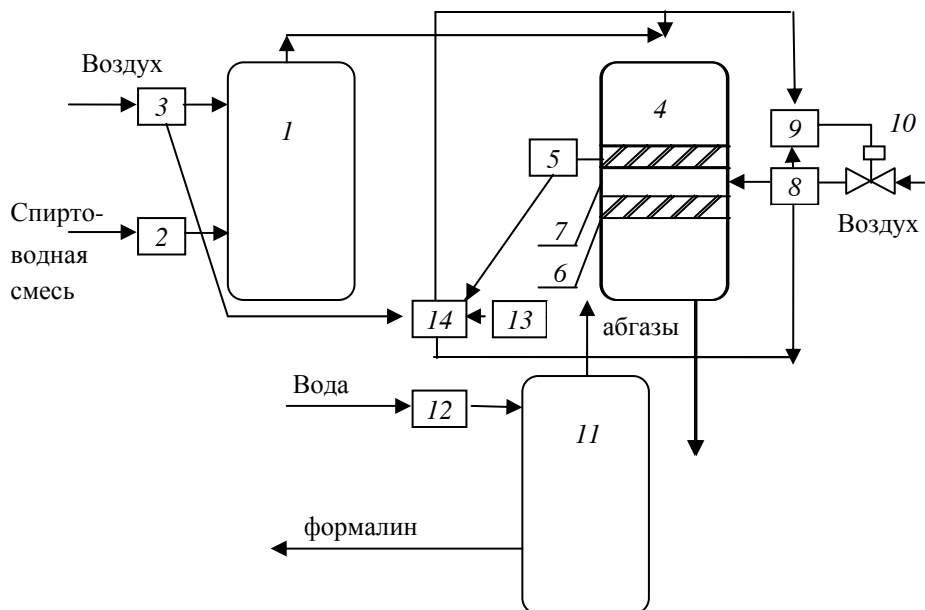 Воздух
3
1
4
5
9
10
8
Воздух
Спирто-
водная
смесь
2
7
6
14
13
абгазы
Вода
12
11
формалин